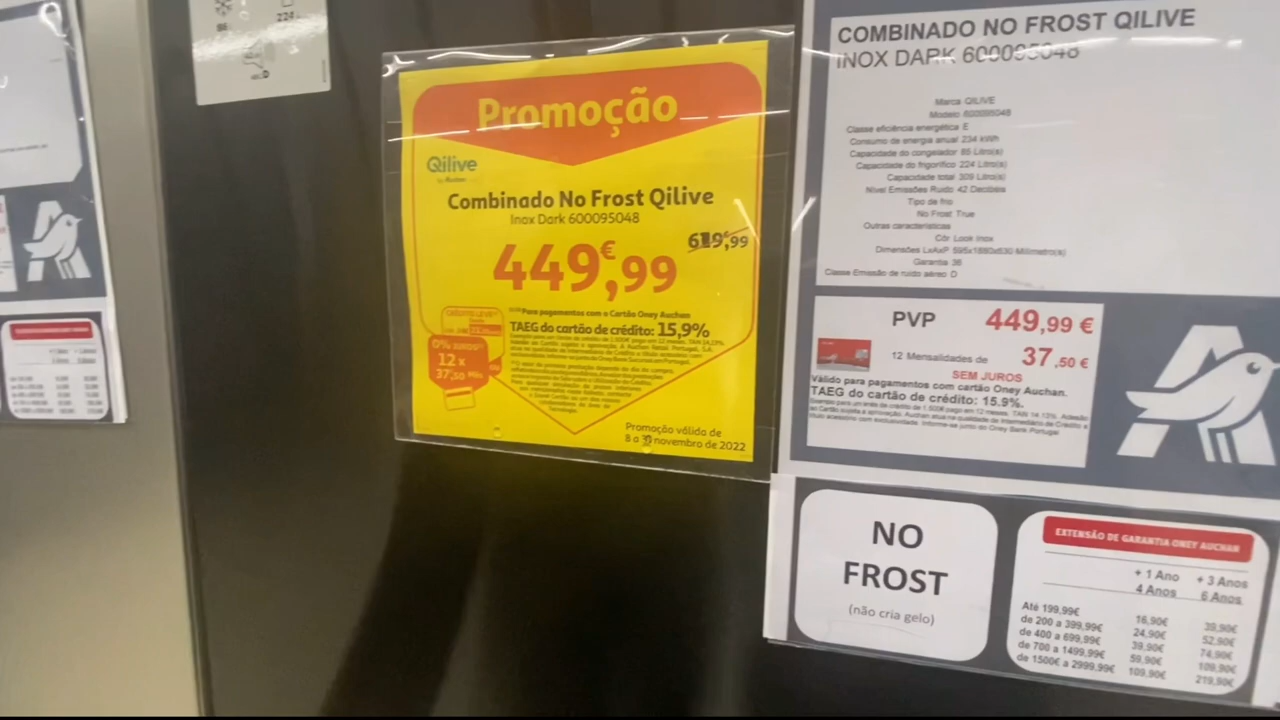 224
Promoção
Qilive
by Auchan
Combinado No Frost Qilive
Inox Dark 600095048
449€,99
Para pagamentos com o Cartão Oney Auchan
TAEG do cartão de crédito: 15,9%
0% JUROS
12 x
37,50
Promoção válida de
novembro de 2022
COMBINADO NO FROST QILIVE
INOX DARK 600095048
Marca QILIVE
Modelo 600095048
Classe eficiência energética E
Consumo de energia anual 234 kWh
Capacidade do congelador 85 Litro(s)
Capacidade do frigorífico 224 Litro(s)
Capacidade total 309 Litro(s)
Nível Emissões Ruído 42 Decibéis
Tipo de frio
No Frost True
Outras características
Côr Look Inox
Dimensões LxAxP 595x1880x630 Milímetro(s)
Garantia 36
Classe Emissão de ruído aéreo D
PVP 449,99 €
12 Mensalidades de 37,50 €
SEM JUROS
Válido para pagamentos com cartão Oney Auchan.
TAEG do cartão de crédito: 15.9%.
NO
FROST
(não cria gelo)
EXTENSÃO DE GARANTIA ONEY AUCHAN
+ 1 Ano + 3 Anos
4 Anos 6 Anos
Até 199,99€ 16,90€ 39,90€
de 200 a 399,99€ 24,90€ 52,90€
de 400 a 699,99€ 39,90€ 74,90€
de 700 a 1499,99€ 59,90€ 109,90€
de 1500€ a 2999,99€ 109,90€ 219,90€